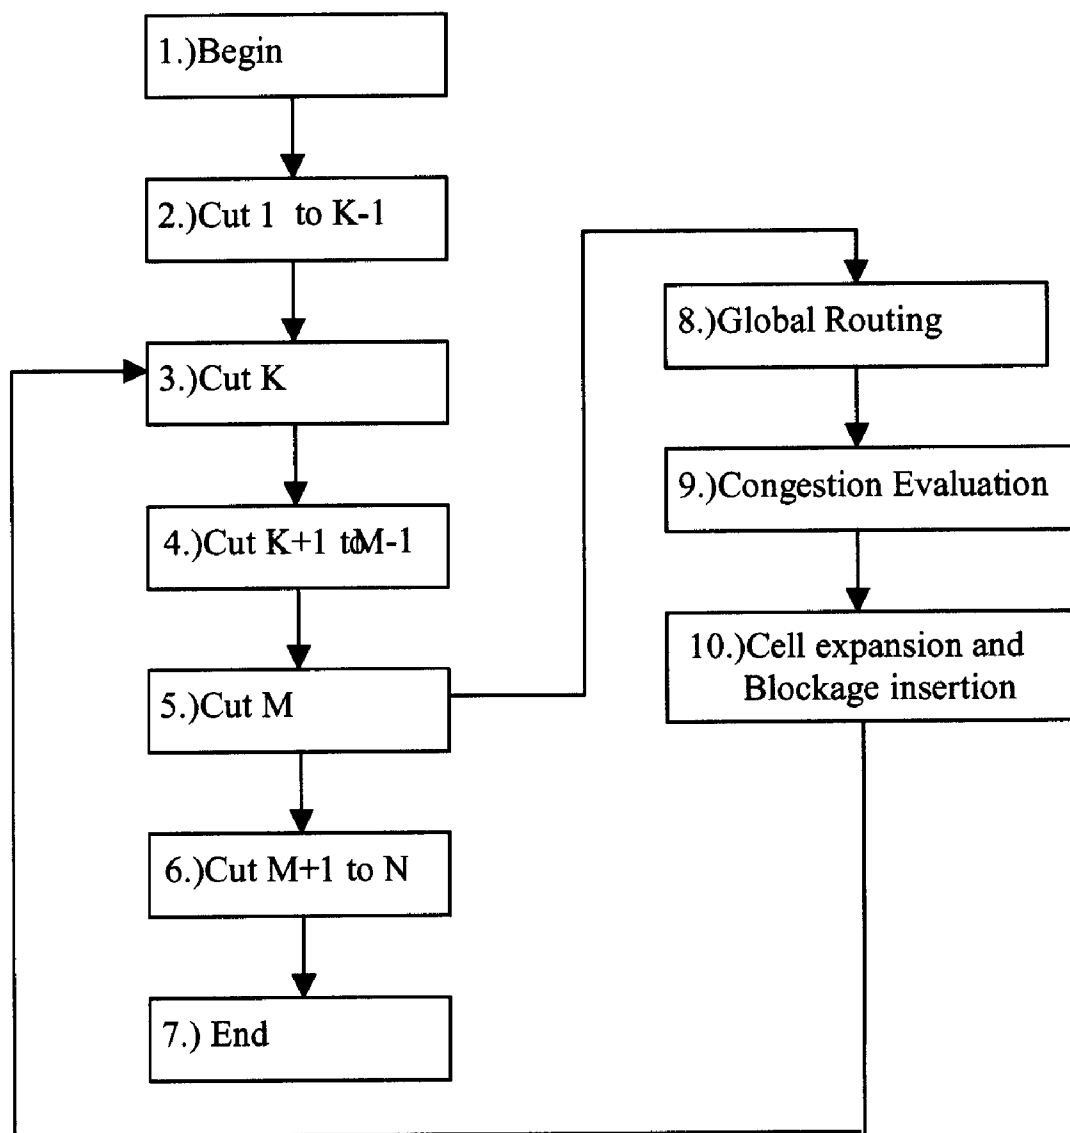 1.)Begin
2.)Cut 1 to K-1
3.)Cut K
4.)Cut K+1 toM-1
5.)Cut M
6.)Cut M+1 to N
7.) End
8.)Global Routing
9.)Congestion Evaluation
10.)Cell expansion and
Blockage insertion